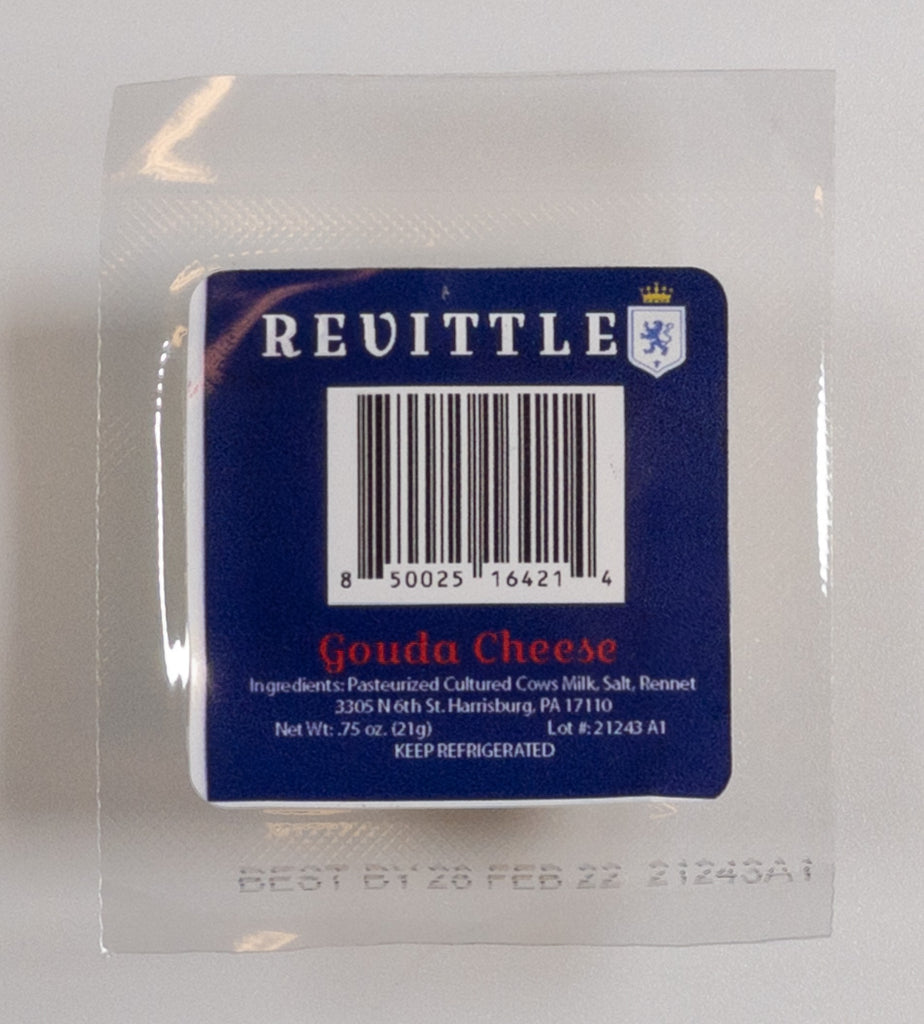 REVITTLE
8 50025 16421 4
Gouda Cheese
Ingredients: Pasteurized Cultured Cows Milk, Salt, Rennet
3305 N 6th St. Harrisburg, PA 17110
Net Wt: .75 oz. (21g) Lot #: 21243 A1
KEEP REFRIGERATED
BEST BY 26 FEB 22 21243A1